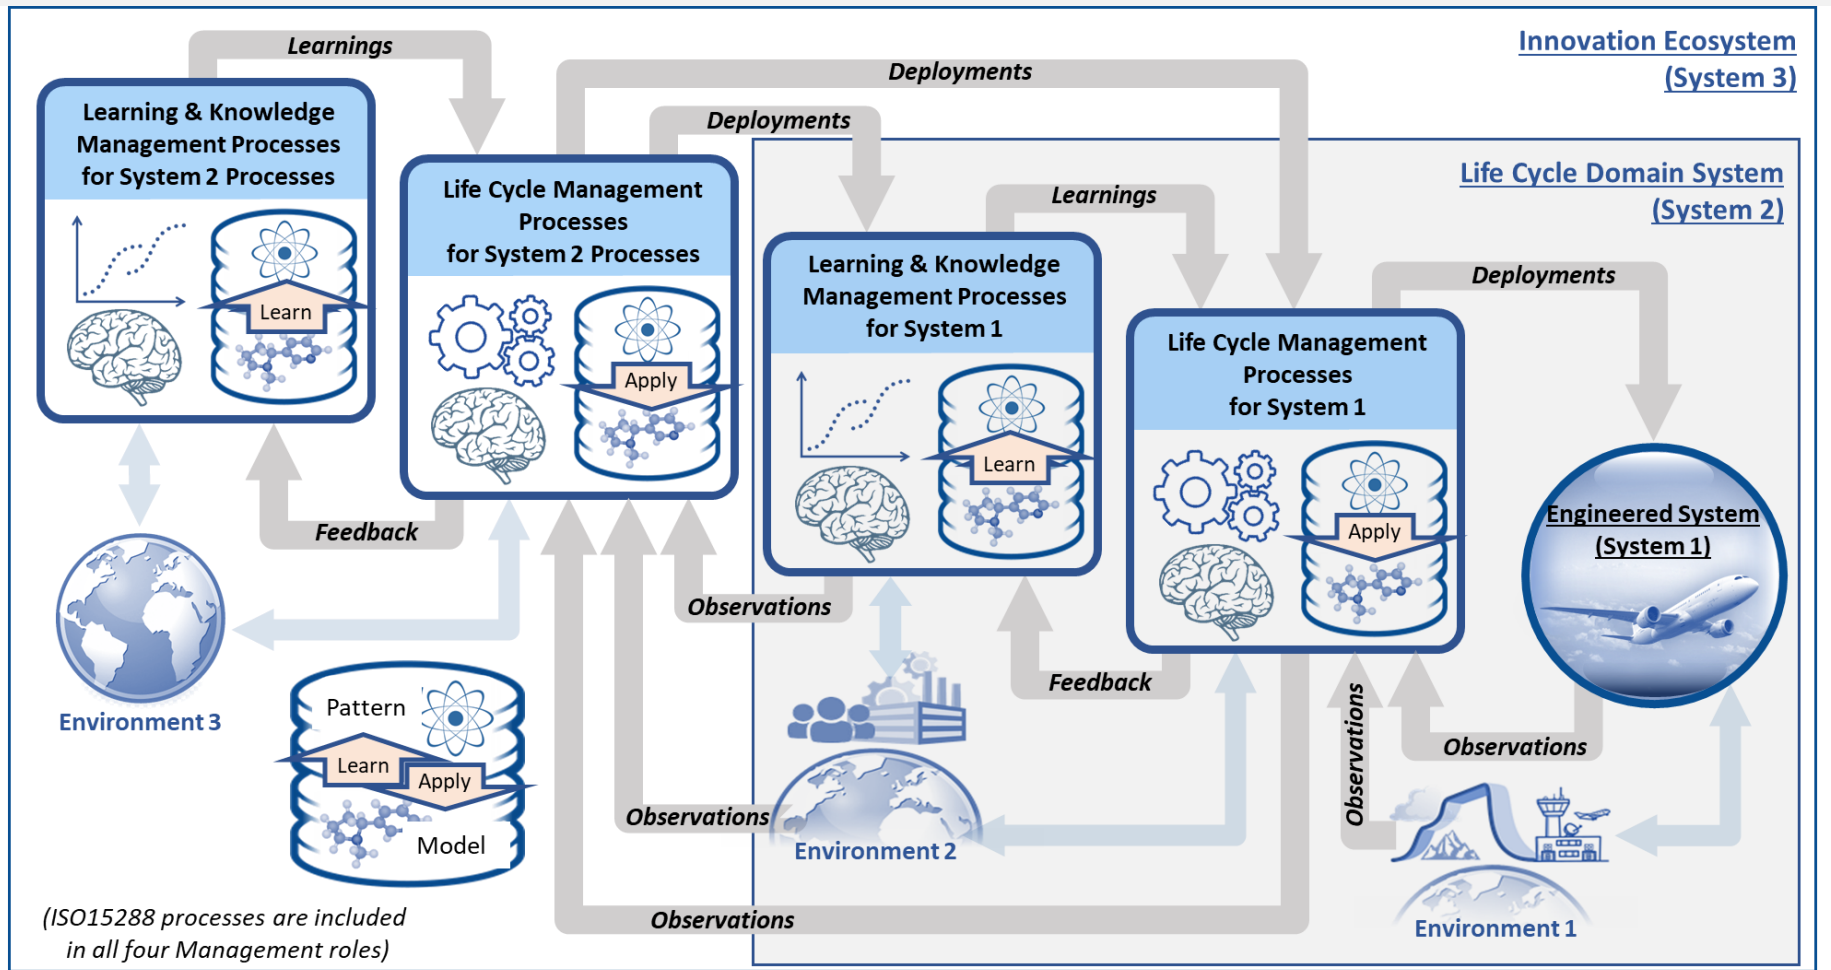 Innovation Ecosystem
(System 3)
Learnings
Deployments
Deployments
Learning & Knowledge
Management Processes
for System 2 Processes
Learn
Life Cycle Management
Processes
for System 2 Processes
Apply
Life Cycle Domain System
(System 2)
Learnings
Deployments
Learning & Knowledge
Management Processes
for System 1
Learn
Life Cycle Management
Processes
for System 1
Apply
Engineered System
(System 1)
Feedback
Observations
Feedback
Observations
Observations
Observations
Observations
Environment 3
Environment 2
Environment 1
Pattern
Learn
Apply
Model
(ISO15288 processes are included
in all four Management roles)